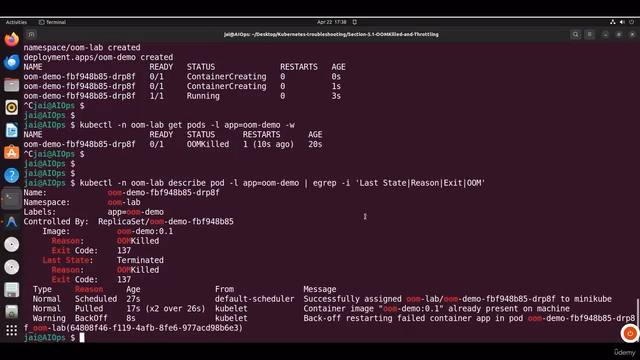 Activities Terminal Apr 22 17:38
jai@AIOps: ~/Desktop/Kubernetes-troubleshooting/Section-5.1-OOMKilled-and-Throttling
namespace/oom-lab created
deployment.apps/oom-demo created
NAME READY STATUS RESTARTS AGE
oom-demo-fbf948b85-drp8f 0/1 ContainerCreating 0 0s
oom-demo-fbf948b85-drp8f 0/1 ContainerCreating 0 1s
oom-demo-fbf948b85-drp8f 1/1 Running 0 3s
^Cjai@AIOps $
jai@AIOps $
jai@AIOps $ kubectl -n oom-lab get pods -l app=oom-demo -w
NAME READY STATUS RESTARTS AGE
oom-demo-fbf948b85-drp8f 0/1 OOMKilled 1 (10s ago) 20s
^Cjai@AIOps $
jai@AIOps $
jai@AIOps $
jai@AIOps $ kubectl -n oom-lab describe pod -l app=oom-demo | egrep -i 'Last State|Reason|Exit|OOM'
Name: oom-demo-fbf948b85-drp8f
Namespace: oom-lab
Labels: app=oom-demo
Controlled By: ReplicaSet/oom-demo-fbf948b85
Image: oom-demo:0.1
Reason: OOMKilled
Exit Code: 137
Last State: Terminated
Reason: OOMKilled
Exit Code: 137
Type Reason Age From Message
Normal Scheduled 27s default-scheduler Successfully assigned oom-lab/oom-demo-fbf948b85-drp8f to minikube
Normal Pulled 17s (x2 over 26s) kubelet Container image "oom-demo:0.1" already present on machine
Warning BackOff 8s kubelet Back-off restarting failed container app in pod oom-demo-fbf948b85-drp8
f_oom-lab(64808f46-f119-4afb-8fe6-977acd98b6e3)
jai@AIOps $
udemy